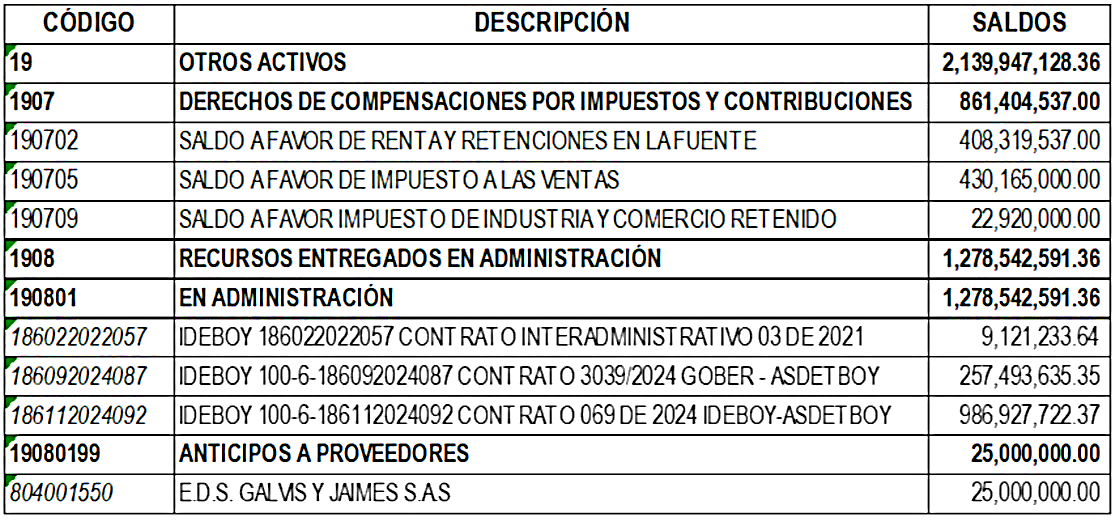 CÓDIGO DESCRIPCIÓN SALDOS
19 OTROS ACTIVOS 2,139,947,128.36
1907 DERECHOS DE COMPENSACIONES POR IMPUESTOS Y CONTRIBUCIONES 861,404,537.00
190702 SALDO A FAVOR DE RENTA Y RETENCIONES EN LA FUENTE 408,319,537.00
190705 SALDO A FAVOR DE IMPUESTO A LAS VENTAS 430,165,000.00
190709 SALDO A FAVOR IMPUESTO DE INDUSTRIA Y COMERCIO RETENIDO 22,920,000.00
1908 RECURSOS ENTREGADOS EN ADMINISTRACIÓN 1,278,542,591.36
190801 EN ADMINISTRACIÓN 1,278,542,591.36
186022022057 IDEBOY 186022022057 CONTRATO INTERADMINISTRATIVO 03 DE 2021 9,121,233.64
186092024087 IDEBOY 100-6-186092024087 CONTRATO 3039/2024 GOBER - ASDETBOY 257,493,635.35
186112024092 IDEBOY 100-6-186112024092 CONTRATO 069 DE 2024 IDEBOY-ASDETBOY 986,927,722.37
19080199 ANTICIPOS A PROVEEDORES 25,000,000.00
804001550 E.D.S. GALVIS Y JAIMES S.A.S 25,000,000.00